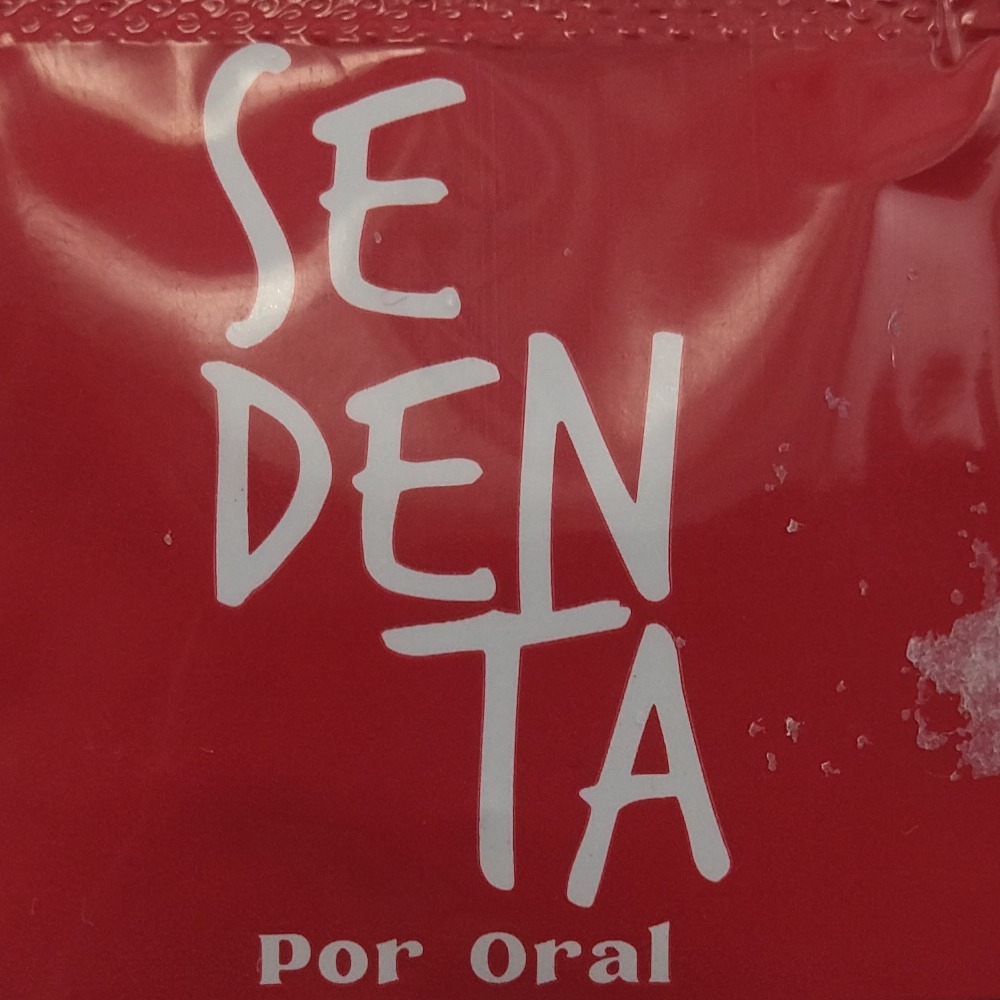 SE
DEN
TA
Por Oral